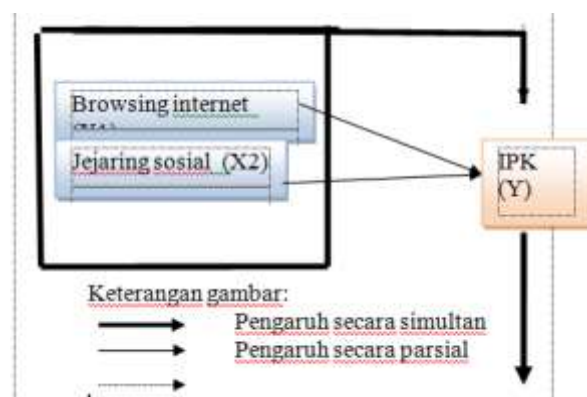 Browsing internet
Jejaring sosial (X2)
IPK
(Y)
Keterangan gambar:
Pengaruh secara simultan
Pengaruh secara parsial